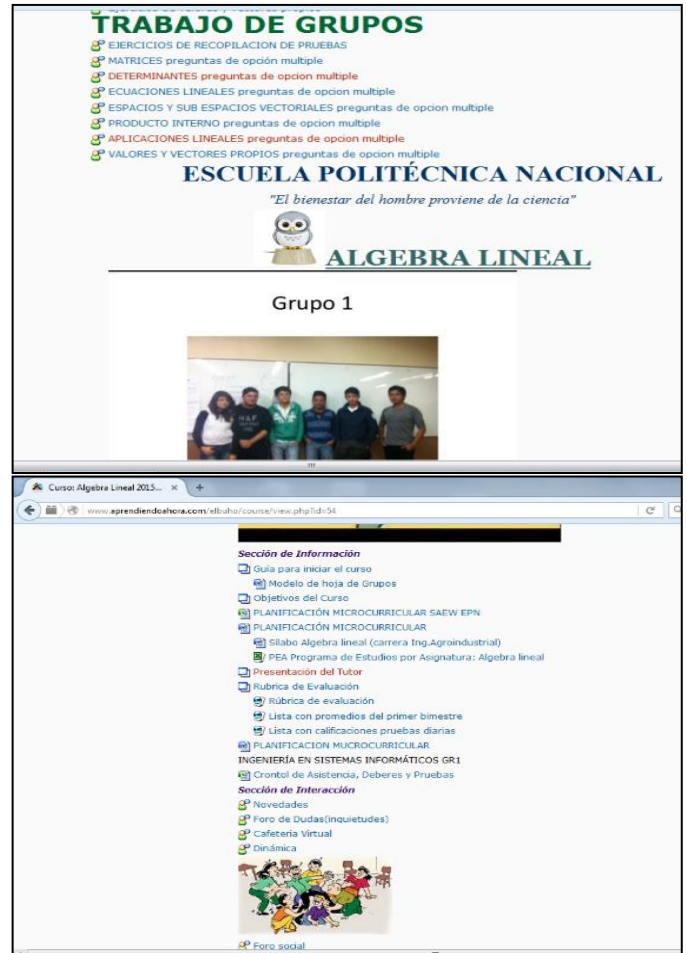 TRABAJO DE GRUPOS
EJERCICIOS DE RECOPILACION DE PRUEBAS
MATRICES preguntas de opción multiple
DETERMINANTES preguntas de opcion multiple
ECUACIONES LINEALES preguntas de opcion multiple
ESPACIOS Y SUB ESPACIOS VECTORIALES preguntas de opcion multiple
PRODUCTO INTERNO preguntas de opcion multiple
APLICACIONES LINEALES preguntas de opcion multiple
VALORES Y VECTORES PROPIOS preguntas de opcion multiple
ESCUELA POLITÉCNICA NACIONAL
"El bienestar del hombre proviene de la ciencia"
ALGEBRA LINEAL
Grupo 1
Curso: Algebra Lineal 2015...
www.aprendiendoahora.com/elbuho/course/view.php?id=54
Sección de Información
Guía para iniciar el curso
Modelo de hoja de Grupos
Objetivos del Curso
PLANIFICACIÓN MICROCURRICULAR SAEW EPN
PLANIFICACIÓN MICROCURRICULAR
Sílabo Algebra lineal (carrera Ing.Agroindustrial)
PEA Programa de Estudios por Asignatura: Algebra lineal
Presentación del Tutor
Rubrica de Evaluación
Rúbrica de evaluación
Lista con promedios del primer bimestre
Lista con calificaciones pruebas diarias
PLANIFICACION MUCROCURRICULAR
INGENIERÍA EN SISTEMAS INFORMÁTICOS GR1
Crontol de Asistencia, Deberes y Pruebas
Sección de Interacción
Novedades
Foro de Dudas(inquietudes)
Cafeteria Virtual
Dinámica
Foro social